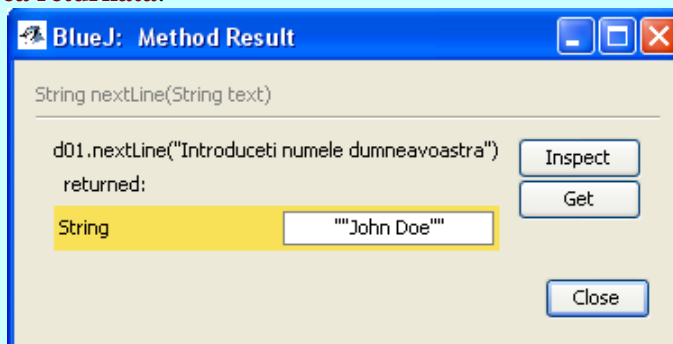 BlueJ: Method Result
String nextLine(String text)
d01.nextLine("Introduceti numele dumneavoastra")
returned:
String ""John Doe""
Inspect
Get
Close